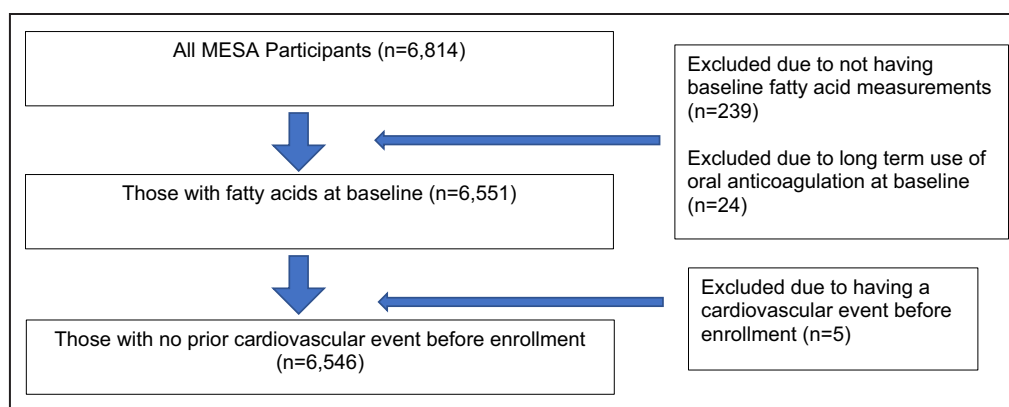 All MESA Participants (n=6,814)
Excluded due to not having
baseline fatty acid measurements
(n=239)
Excluded due to long term use of
oral anticoagulation at baseline
(n=24)
Those with fatty acids at baseline (n=6,551)
Excluded due to having a
cardiovascular event before
enrollment (n=5)
Those with no prior cardiovascular event before enrollment
(n=6,546)